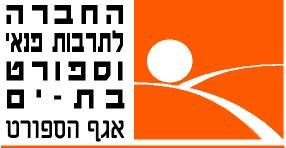 החברה
לתרבות פנאי
וספורט
בת-ים
אגף הספורט